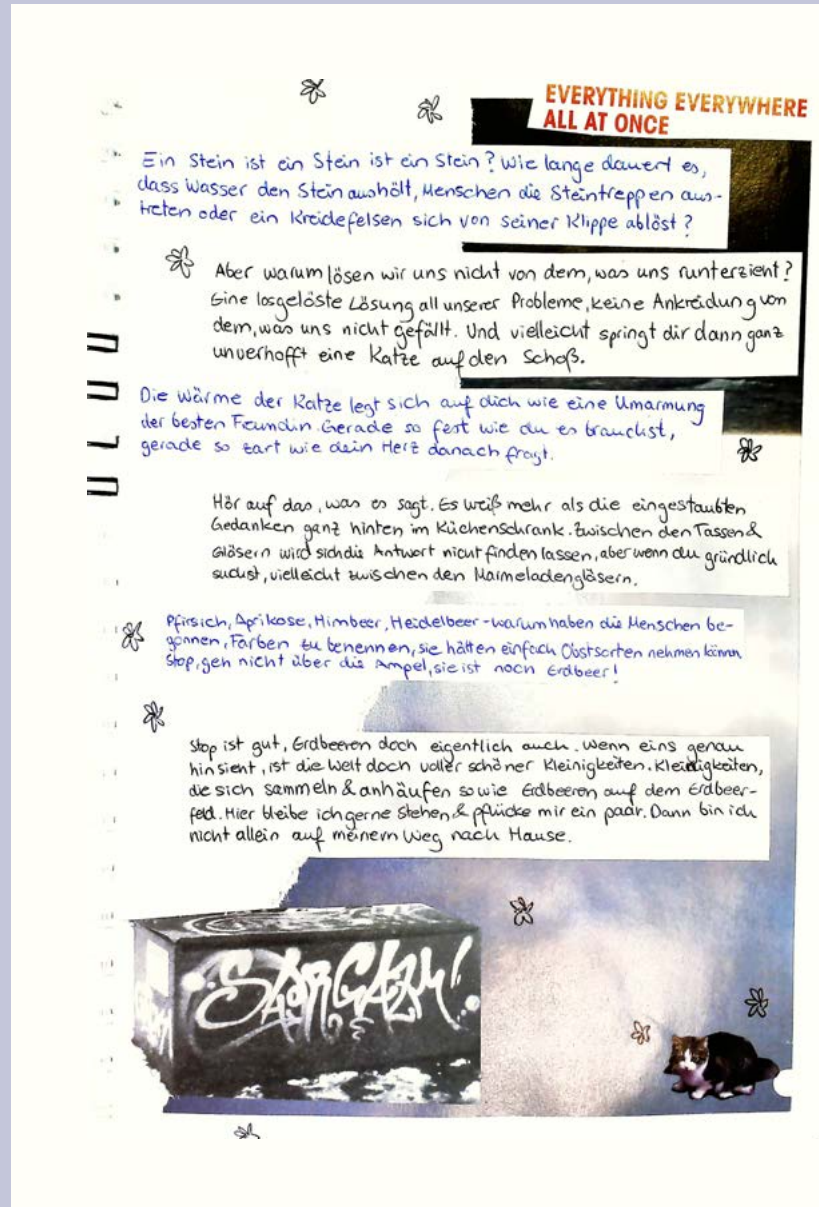 EVERYTHING EVERYWHERE
ALL AT ONCE
Ein Stein ist ein Stein ist ein Stein? Wie lange dauert es,
dass Wasser den Stein aushölt, Menschen die Steintreppen aus-
treten oder ein Kreidefelsen sich von seiner Klippe ablöst?
Aber warum lösen wir uns nicht von dem, was uns runterzieht?
Eine losgelöste Lösung all unserer Probleme, keine Ankreidung von
dem, was uns nicht gefällt. Und vielleicht springt dir dann ganz
unverhofft eine Katze auf den Schoß.
Die Wärme der Katze legt sich auf dich wie eine Umarmung
der besten Feundin. Gerade so fest wie du es brauchst,
gerade so zart wie dein Herz danach fragt.
Hör auf das, was es sagt. Es weiß mehr als die eingestaubten
Gedanken ganz hinten im Küchenschrank. Zwischen den Tassen &
Gläsern wird sich die Antwort nicht finden lassen, aber wenn du gründlich
suchst, vielleicht zwischen den Marmeladengläsern.
Pfirsich, Aprikose, Himbeer, Heidelbeer - warum haben die Menschen be-
gonnen, Farben zu benennen, sie hätten einfach Obstsorten nehmen können
Stop, geh nicht über die Ampel, sie ist noch Erdbeer!
Stop ist gut, Erdbeeren doch eigentlich auch. Wenn eins genau
hinsieht, ist die Welt doch voller schöner Kleinigkeiten. Kleinigkeiten,
die sich sammeln & anhäufen so wie Erdbeeren auf dem Erdbeer-
feld. Hier bleibe ich gerne stehen & pflücke mir ein paar. Dann bin ich
nicht allein auf meinem Weg nach Hause.